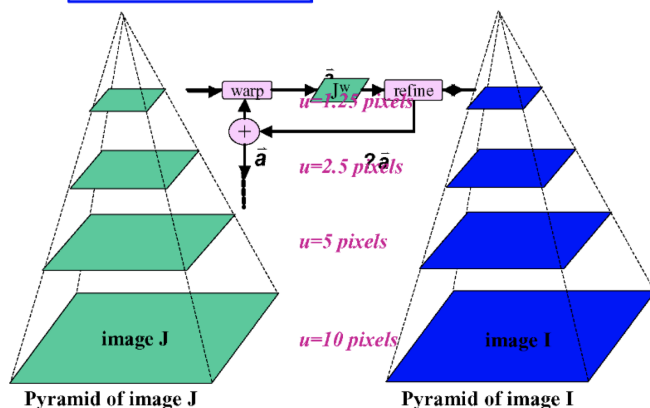 a⃗
warp
J^w
refine
u=1.25 pixels
+
a⃗
? a⃗
u=2.5 pixels
u=5 pixels
image J
u=10 pixels
image I
Pyramid of image J
Pyramid of image I